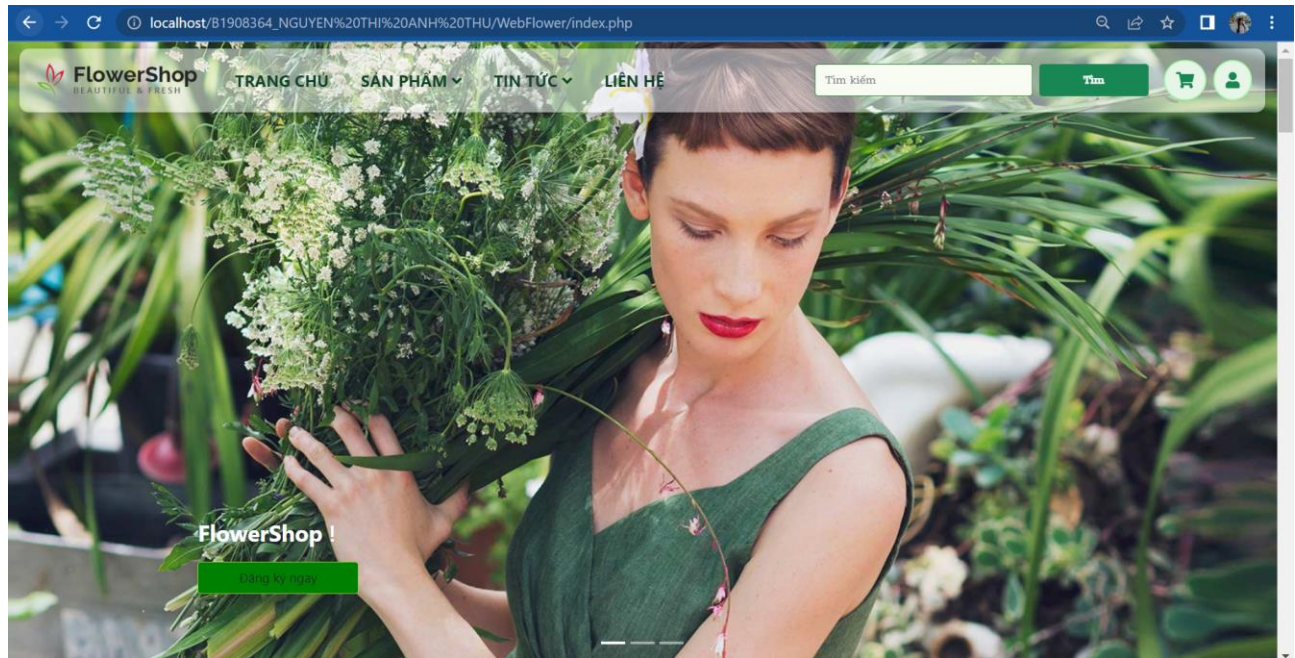 localhost/B1908364_NGUYEN%20THI%20ANH%20THU/WebFlower/index.php
FlowerShop
BEAUTIFUL & FRESH
TRANG CHỦ SẢN PHẨM TIN TỨC LIÊN HỆ
Tìm kiếm Tìm
FlowerShop !
Đăng ký ngay